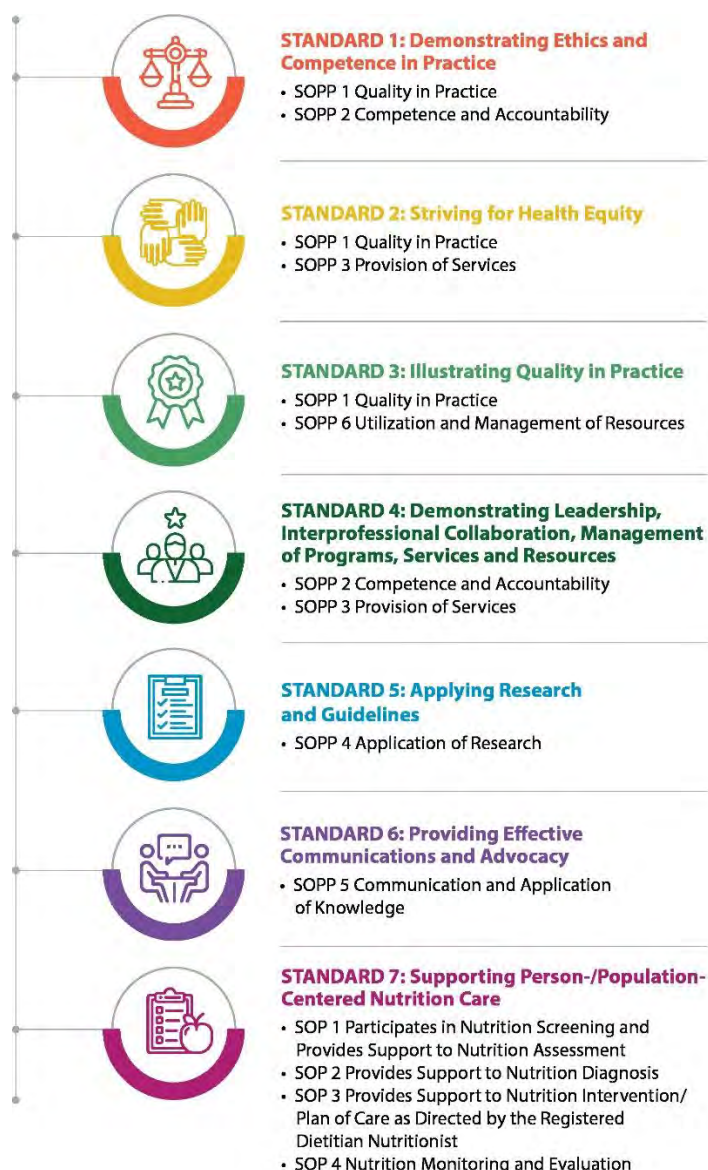 STANDARD 1: Demonstrating Ethics and
Competence in Practice
• SOPP 1 Quality in Practice
• SOPP 2 Competence and Accountability
STANDARD 2: Striving for Health Equity
• SOPP 1 Quality in Practice
• SOPP 3 Provision of Services
STANDARD 3: Illustrating Quality in Practice
• SOPP 1 Quality in Practice
• SOPP 6 Utilization and Management of Resources
STANDARD 4: Demonstrating Leadership,
Interprofessional Collaboration, Management
of Programs, Services and Resources
• SOPP 2 Competence and Accountability
• SOPP 3 Provision of Services
STANDARD 5: Applying Research
and Guidelines
• SOPP 4 Application of Research
STANDARD 6: Providing Effective
Communications and Advocacy
• SOPP 5 Communication and Application
of Knowledge
STANDARD 7: Supporting Person-/Population-
Centered Nutrition Care
• SOP 1 Participates in Nutrition Screening and
Provides Support to Nutrition Assessment
• SOP 2 Provides Support to Nutrition Diagnosis
• SOP 3 Provides Support to Nutrition Intervention/
Plan of Care as Directed by the Registered
Dietitian Nutritionist
• SOP 4 Nutrition Monitoring and Evaluation